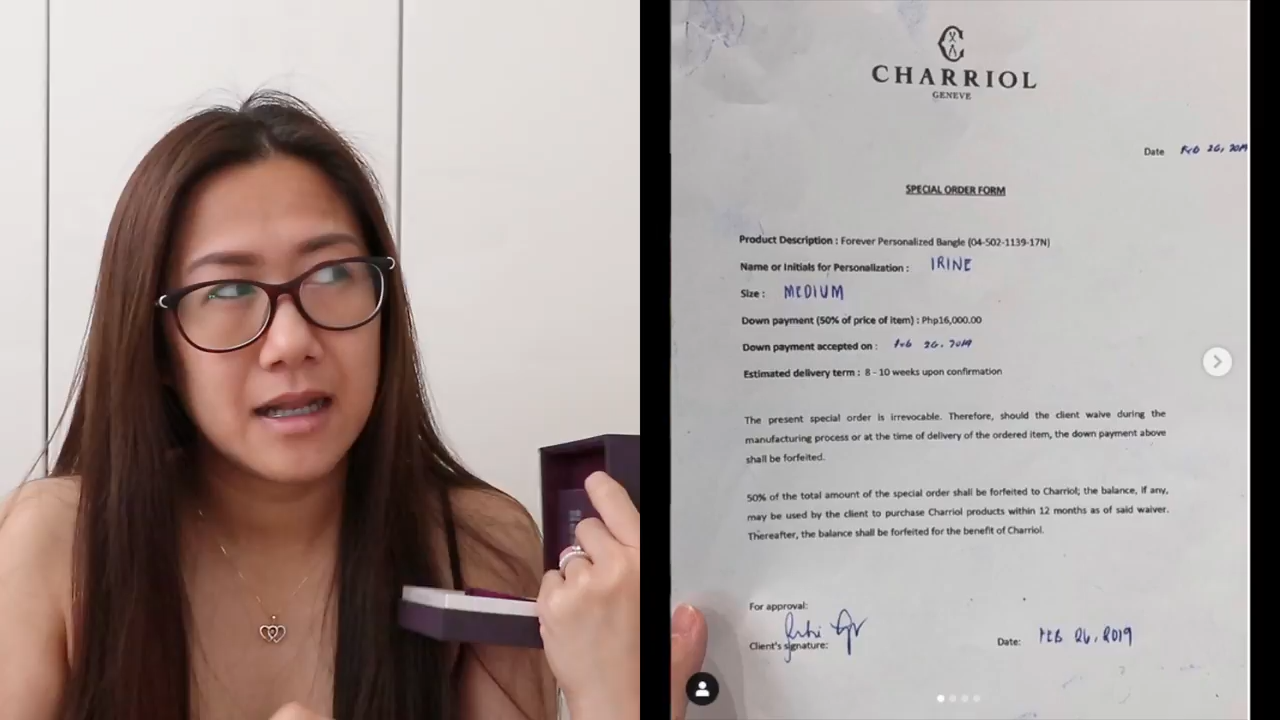 CHARRIOL
GENEVE
Date Feb 26, 2019
SPECIAL ORDER FORM
Product Description : Forever Personalized Bangle (04-502-1139-17N)
Name or Initials for Personalization : IRINE
Size : MEDIUM
Down payment (50% of price of item) : Php16,000.00
Down payment accepted on : Feb 26, 2019
Estimated delivery term : 8 - 10 weeks upon confirmation
The present special order is irrevocable. Therefore, should the client waive during the
manufacturing process or at the time of delivery of the ordered item, the down payment above
shall be forfeited.
50% of the total amount of the special order shall be forfeited to Charriol; the balance, if any,
may be used by the client to purchase Charriol products within 12 months as of said waiver.
Thereafter, the balance shall be forfeited for the benefit of Charriol.
For approval:
Client's signature:
Date: FEB 26, 2019